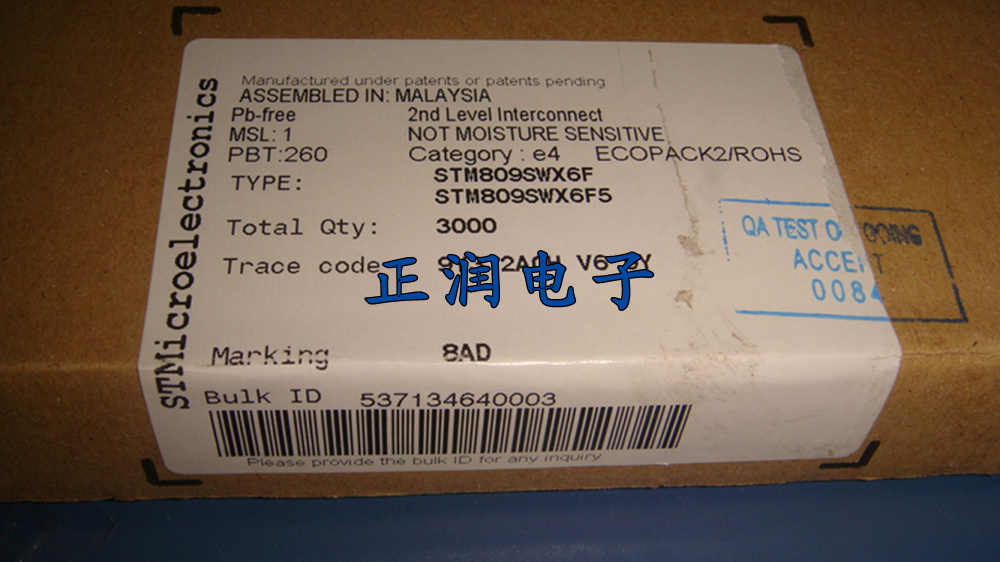 STMicroelectronics
Manufactured under patents or patents pending
ASSEMBLED IN: MALAYSIA
Pb-free 2nd Level Interconnect
MSL: 1 NOT MOISTURE SENSITIVE
PBT:260 Category : e4 ECOPACK2/ROHS
TYPE: STM809SWX6F
STM809SWX6F5
Total Qty: 3000
Trace code
正润电子
Marking 8AD
Bulk ID 537134640003
Please provide the bulk ID for any inquiry
QA TEST
0084